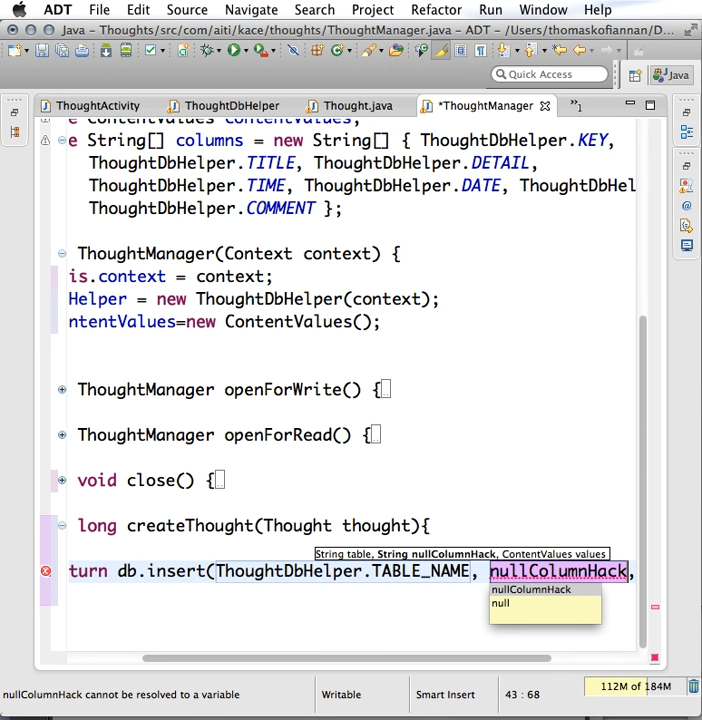 ADT File Edit Source Navigate Search Project Refactor Run Window Help
Java – Thoughts/src/com/aiti/kace/thoughts/ThoughtManager.java – ADT – /Users/thomaskofiannan/D...
Quick Access
Java
ThoughtActivity ThoughtDbHelper Thought.java *ThoughtManager »1
e ContentValues ContentValues;
e String[] columns = new String[] { ThoughtDbHelper.KEY,
ThoughtDbHelper.TITLE, ThoughtDbHelper.DETAIL,
ThoughtDbHelper.TIME, ThoughtDbHelper.DATE, ThoughtDbHel
ThoughtDbHelper.COMMENT };
ThoughtManager(Context context) {
is.context = context;
Helper = new ThoughtDbHelper(context);
ntentValues=new ContentValues();
ThoughtManager openForWrite() {
ThoughtManager openForRead() {
void close() {
long createThought(Thought thought){
String table, String nullColumnHack, ContentValues values
turn db.insert(ThoughtDbHelper.TABLE_NAME, nullColumnHack,
nullColumnHack
null
nullColumnHack cannot be resolved to a variable
Writable
Smart Insert
43 : 68
112M of 184M